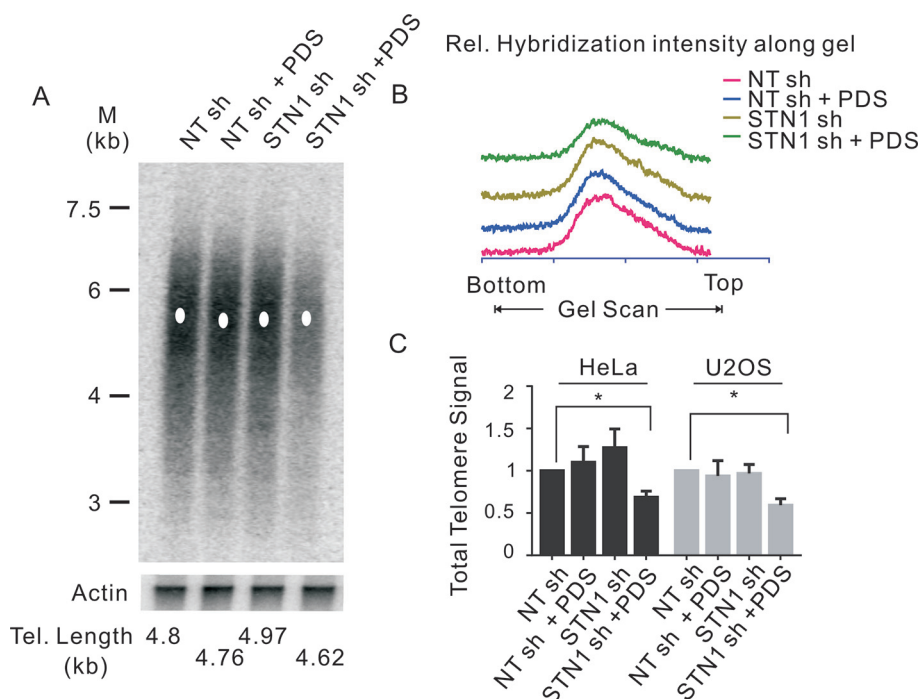 A
M
(kb)
NT sh
NT sh + PDS
STN1 sh
STN1 sh +PDS
7.5
6
4
3
Actin
Tel. Length
(kb)
4.8
4.76
4.97
4.62
Rel. Hybridization intensity along gel
B
NT sh
NT sh + PDS
STN1 sh
STN1 sh + PDS
Bottom
Top
Gel Scan
C
HeLa
U2OS
*
*
Total Telomere Signal
2
1.5
1
0.5
0
NT sh
NT sh + PDS
STN1 sh
STN1 sh +PDS
NT sh
NT sh + PDS
STN1 sh
STN1 sh +PDS